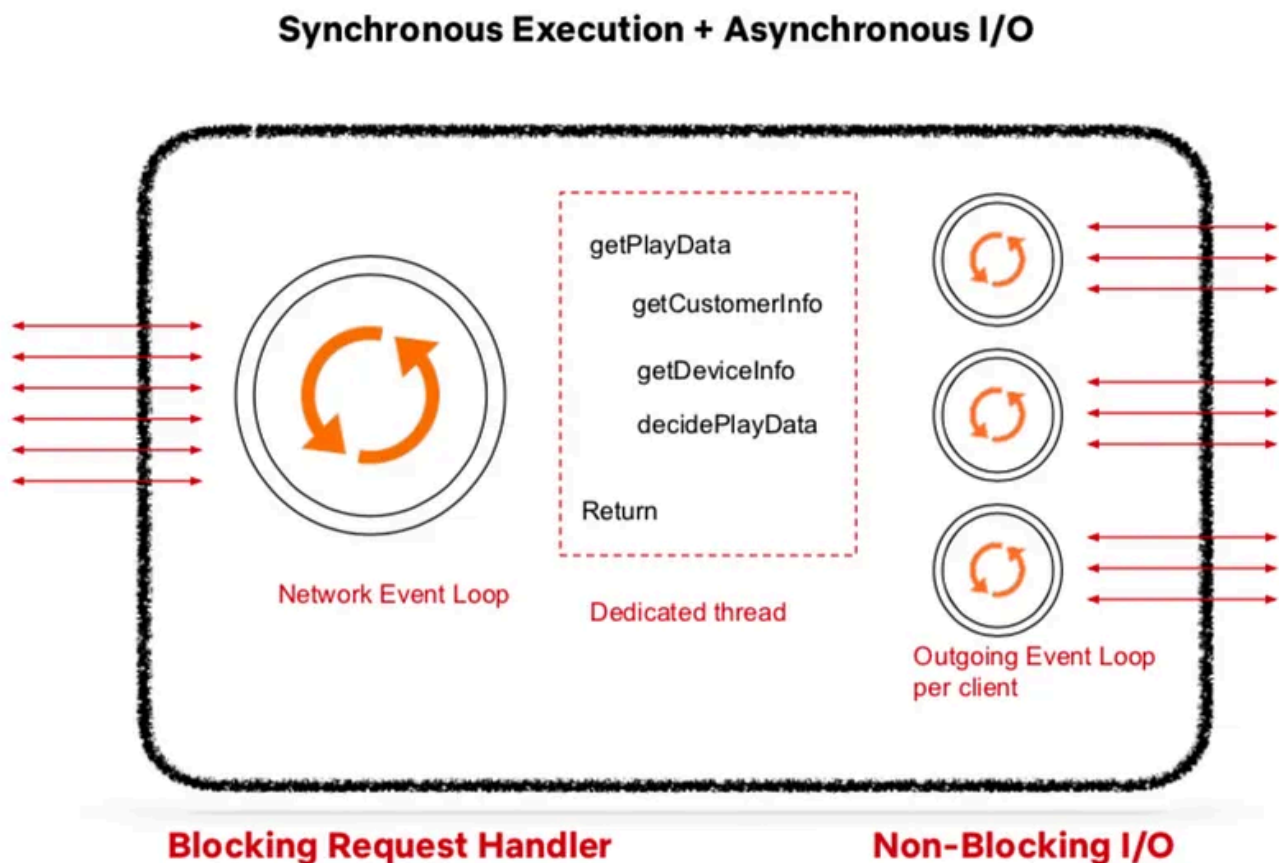 Synchronous Execution + Asynchronous I/O
getPlayData
getCustomerInfo
getDeviceInfo
decidePlayData
Return
Network Event Loop
Dedicated thread
Outgoing Event Loop
per client
Blocking Request Handler
Non-Blocking I/O